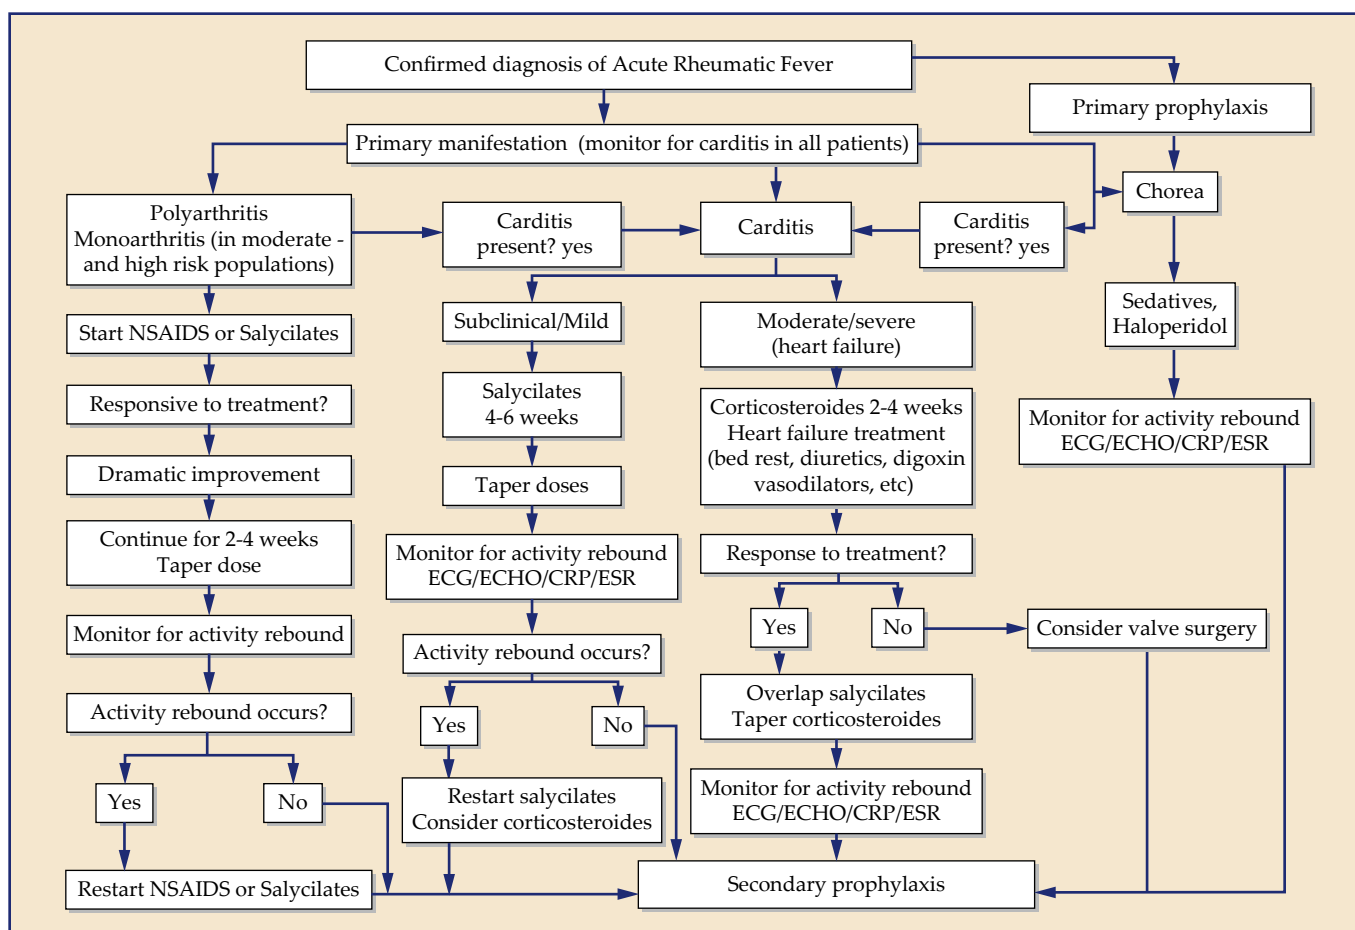 Confirmed diagnosis of Acute Rheumatic Fever
Primary prophylaxis
Primary manifestation (monitor for carditis in all patients)
Chorea
Polyarthritis
Monoarthritis (in moderate -
and high risk populations)
Carditis
present? yes
Carditis
Carditis
present? yes
Sedatives,
Haloperidol
Start NSAIDS or Salycilates
Subclinical/Mild
Moderate/severe
(heart failure)
Responsive to treatment?
Salycilates
4-6 weeks
Corticosteroides 2-4 weeks
Heart failure treatment
(bed rest, diuretics, digoxin
vasodilators, etc)
Monitor for activity rebound
ECG/ECHO/CRP/ESR
Dramatic improvement
Taper doses
Continue for 2-4 weeks
Taper dose
Monitor for activity rebound
ECG/ECHO/CRP/ESR
Response to treatment?
Monitor for activity rebound
Yes
No
Consider valve surgery
Activity rebound occurs?
Overlap salycilates
Taper corticosteroides
Activity rebound occurs?
Yes
No
Yes
No
Restart salycilates
Consider corticosteroides
Monitor for activity rebound
ECG/ECHO/CRP/ESR
Restart NSAIDS or Salycilates
Secondary prophylaxis